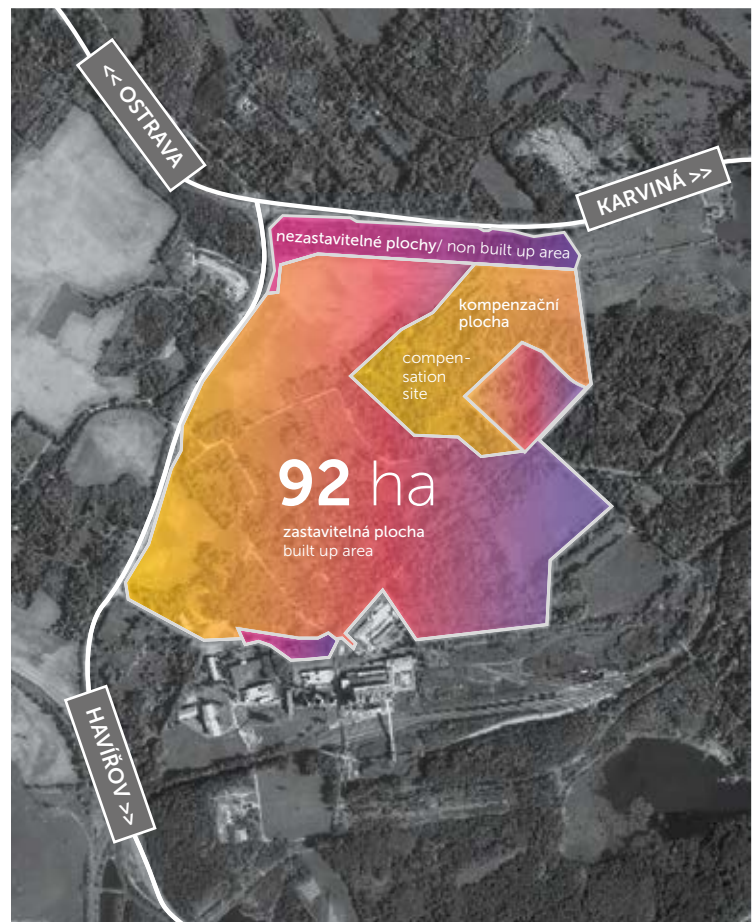 << OSTRAVA
KARVINÁ >>
nezastavitelné plochy/ non built up area
kompenzační
plocha
compen-
sation
site
92 ha
zastavitelná plocha
built up area
HAVÍŘOV >>